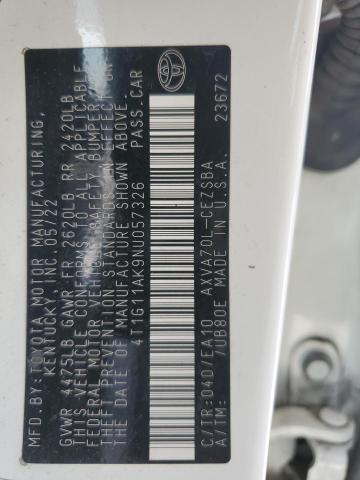 MFD.BY:TOYOTA MOTOR MANUFACTURING,
KENTUCKY, INC. 05/22
GVWR 4475LB GAWR FR 2620LB RR 2420LB
THIS VEHICLE CONFORMS TO ALL APPLICABLE
FEDERAL MOTOR VEHICLE SAFETY, BUMPER, AND
THEFT PREVENTION STANDARDS IN EFFECT ON
DATE OF MANUFACTURE SHOWN ABOVE.
4T1G11AK9NU057326 PASS.CAR
C/TR:040/EA10 AXVA70L-CEZSBA
A/TM: /UB80E MADE IN U.S.A.
23672